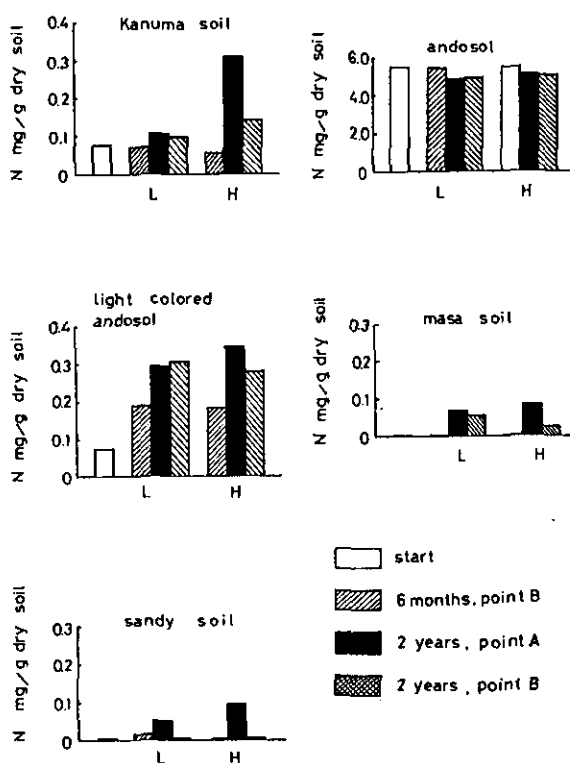 Kanuma soil
N mg/g dry soil
0.4
0.3
0.2
0.1
0
L H
andosol
N mg/g dry soil
6.0
4.0
2.0
0
L H
light colored
andosol
N mg/g dry soil
0.4
0.3
0.2
0.1
0
L H
masa soil
N mg/g dry soil
0.3
0.2
0.1
0
L H
sandy soil
N mg/g dry soil
0.3
0.2
0.1
0
L H
start
6 months, point B
2 years, point A
2 years, point B